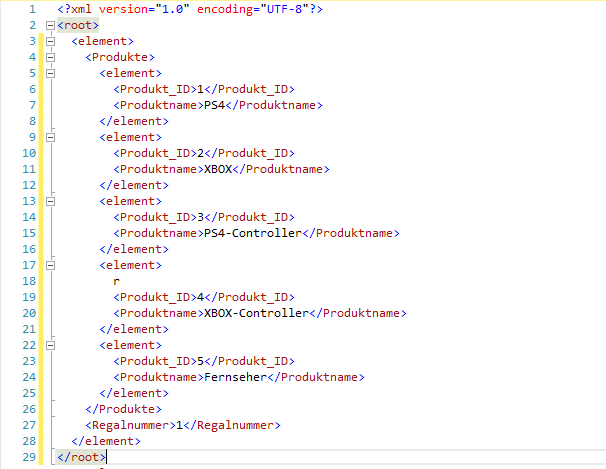 1 <?xml version="1.0" encoding="UTF-8"?>
2 <root>
3 <element>
4 <Produkte>
5 <element>
6 <Produkt_ID>1</Produkt_ID>
7 <Produktname>PS4</Produktname>
8 </element>
9 <element>
10 <Produkt_ID>2</Produkt_ID>
11 <Produktname>XBOX</Produktname>
12 </element>
13 <element>
14 <Produkt_ID>3</Produkt_ID>
15 <Produktname>PS4-Controller</Produktname>
16 </element>
17 <element>
18 r
19 <Produkt_ID>4</Produkt_ID>
20 <Produktname>XBOX-Controller</Produktname>
21 </element>
22 <element>
23 <Produkt_ID>5</Produkt_ID>
24 <Produktname>Fernseher</Produktname>
25 </element>
26 </Produkte>
27 <Regalnummer>1</Regalnummer>
28 </element>
29 </root>